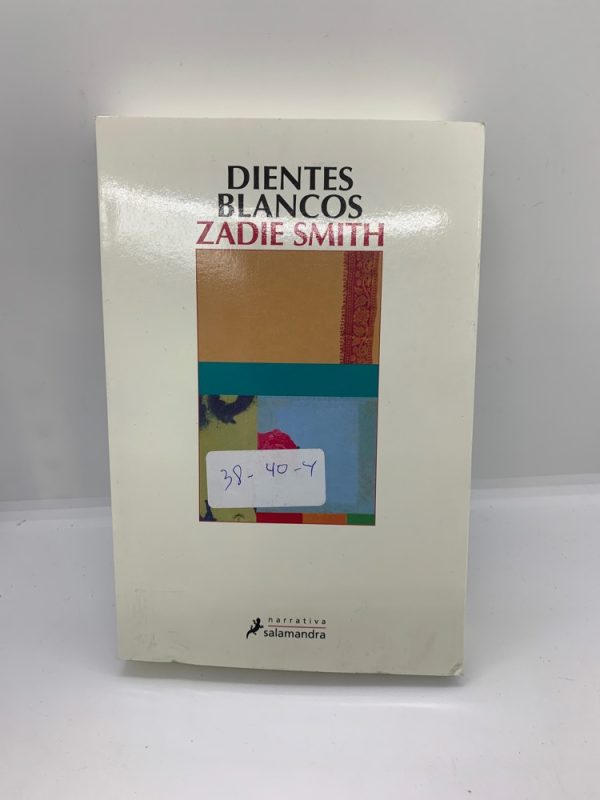 DIENTES
BLANCOS
ZADIE SMITH
38- 40-4
narrativa
salamandra